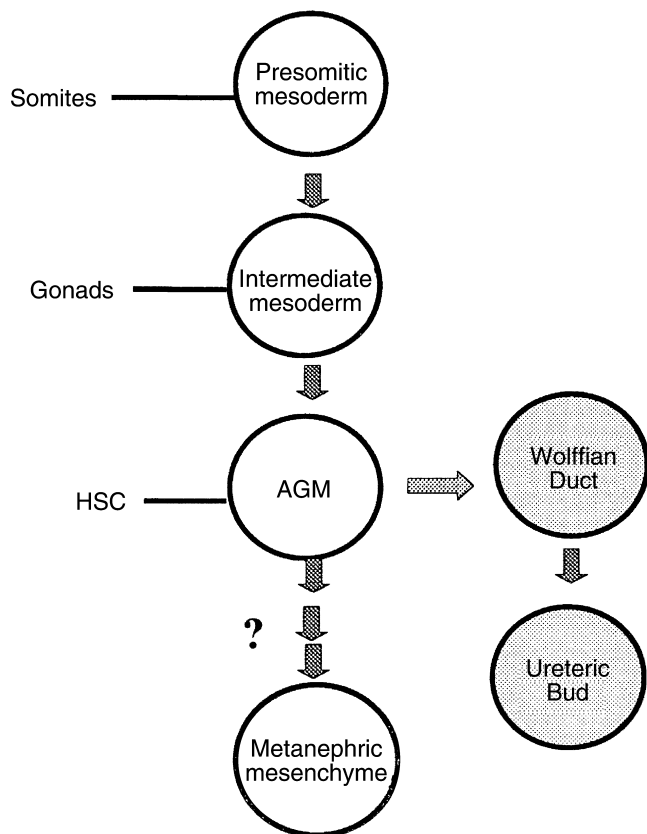 Presomitic
mesoderm
Somites
Intermediate
mesoderm
Gonads
AGM
Wolffian
Duct
HSC
?
Ureteric
Bud
Metanephric
mesenchyme